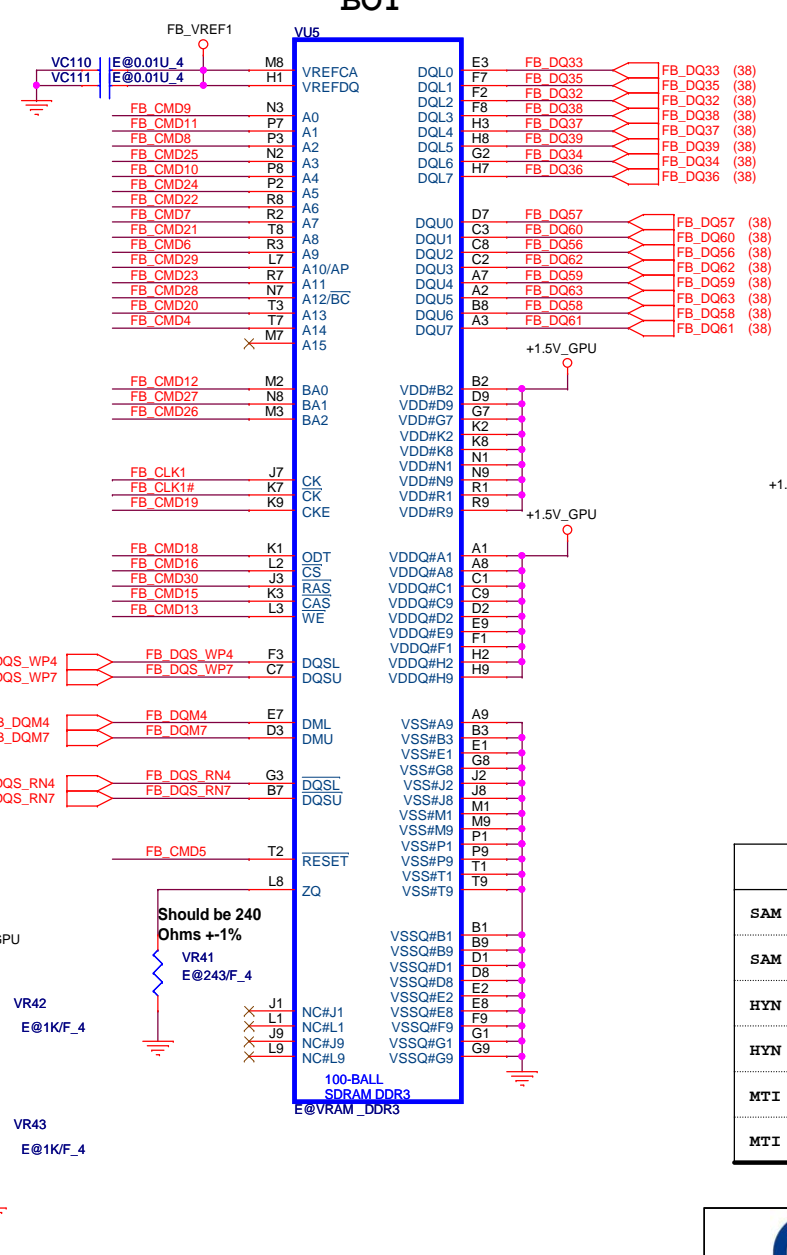 BOT
FB_VREF1
VU5
VC110 E@0.01U_4
VC111 E@0.01U_4
M8 VREFCA
H1 VREFDQ
FB_CMD9 N3 A0
FB_CMD11 P7 A1
FB_CMD8 P3 A2
FB_CMD25 N2 A3
FB_CMD10 P8 A4
FB_CMD24 P2 A5
FB_CMD22 R8 A6
FB_CMD7 R2 A7
FB_CMD21 T8 A8
FB_CMD6 R3 A9
FB_CMD29 L7 A10/AP
FB_CMD23 R7 A11
FB_CMD28 N7 A12/BC
FB_CMD20 T3 A13
FB_CMD4 T7 A14
M7 A15
FB_CMD12 M2 BA0
FB_CMD27 N8 BA1
FB_CMD26 M3 BA2
FB_CLK1 J7 CK
FB_CLK1# K7 CK
FB_CMD19 K9 CKE
FB_CMD18 K1 ODT
FB_CMD16 L2 CS
FB_CMD30 J3 RAS
FB_CMD15 K3 CAS
FB_CMD13 L3 WE
DQS_WP4 FB_DQS_WP4 F3 DQSL
DQS_WP7 FB_DQS_WP7 C7 DQSU
B_DQM4 FB_DQM4 E7 DML
B_DQM7 FB_DQM7 D3 DMU
DQS_RN4 FB_DQS_RN4 G3 DQSL
DQS_RN7 FB_DQS_RN7 B7 DQSU
FB_CMD5 T2 RESET
L8 ZQ
Should be 240
Ohms +-1%
VR41
E@243/F_4
GPU
VR42
E@1K/F_4
VR43
E@1K/F_4
J1 NC#J1
L1 NC#L1
J9 NC#J9
L9 NC#L9
DQL0 E3 FB_DQ33 FB_DQ33 (38)
DQL1 F7 FB_DQ35 FB_DQ35 (38)
DQL2 F2 FB_DQ32 FB_DQ32 (38)
DQL3 F8 FB_DQ38 FB_DQ38 (38)
DQL4 H3 FB_DQ37 FB_DQ37 (38)
DQL5 H8 FB_DQ39 FB_DQ39 (38)
DQL6 G2 FB_DQ34 FB_DQ34 (38)
DQL7 H7 FB_DQ36 FB_DQ36 (38)
DQU0 D7 FB_DQ57 FB_DQ57 (38)
DQU1 C3 FB_DQ60 FB_DQ60 (38)
DQU2 C8 FB_DQ56 FB_DQ56 (38)
DQU3 C2 FB_DQ62 FB_DQ62 (38)
DQU4 A7 FB_DQ59 FB_DQ59 (38)
DQU5 A2 FB_DQ63 FB_DQ63 (38)
DQU6 B8 FB_DQ58 FB_DQ58 (38)
DQU7 A3 FB_DQ61 FB_DQ61 (38)
+1.5V_GPU
VDD#B2 B2
VDD#D9 D9
VDD#G7 G7
VDD#K2 K2
VDD#K8 K8
VDD#N1 N1
VDD#N9 N9
VDD#R1 R1
VDD#R9 R9
+1.
+1.5V_GPU
VDDQ#A1 A1
VDDQ#A8 A8
VDDQ#C1 C1
VDDQ#C9 C9
VDDQ#D2 D2
VDDQ#E9 E9
VDDQ#F1 F1
VDDQ#H2 H2
VDDQ#H9 H9
VSS#A9 A9
VSS#B3 B3
VSS#E1 E1
VSS#G8 G8
VSS#J2 J2
VSS#J8 J8
VSS#M1 M1
VSS#M9 M9
VSS#P1 P1
VSS#P9 P9
VSS#T1 T1
VSS#T9 T9
VSSQ#B1 B1
VSSQ#B9 B9
VSSQ#D1 D1
VSSQ#D8 D8
VSSQ#E2 E2
VSSQ#E8 E8
VSSQ#F9 F9
VSSQ#G1 G1
VSSQ#G9 G9
100-BALL
SDRAM DDR3
E@VRAM _DDR3
SAM
SAM
HYN
HYN
MTI
MTI